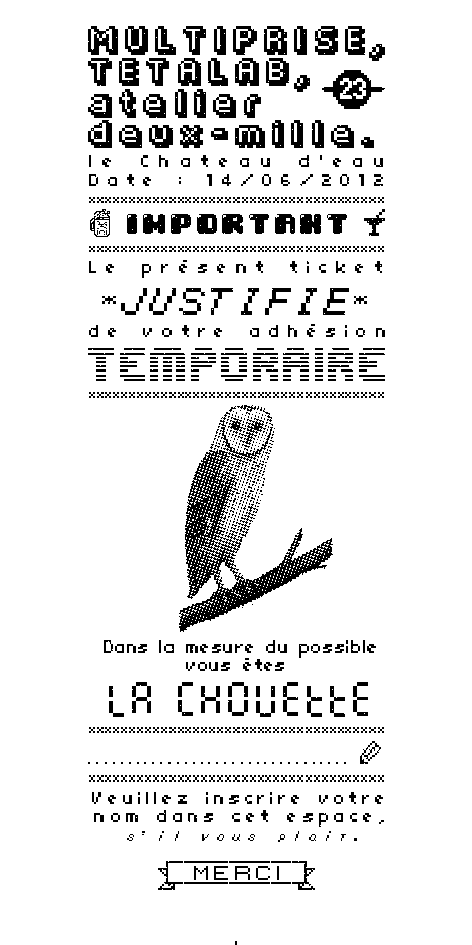 MULTIPRISE,
TETALAB, 23
atelier
deux-mille.
le Chateau d'eau
Date : 14/06/2012
IMPORTANT
Le présent ticket
*JUSTIFIE*
de votre adhésion
TEMPORAIRE
Dans la mesure du possible
vous êtes
LA CHOUETTE
Veuillez inscrire votre
nom dans cet espace,
s'il vous plait.
MERCI